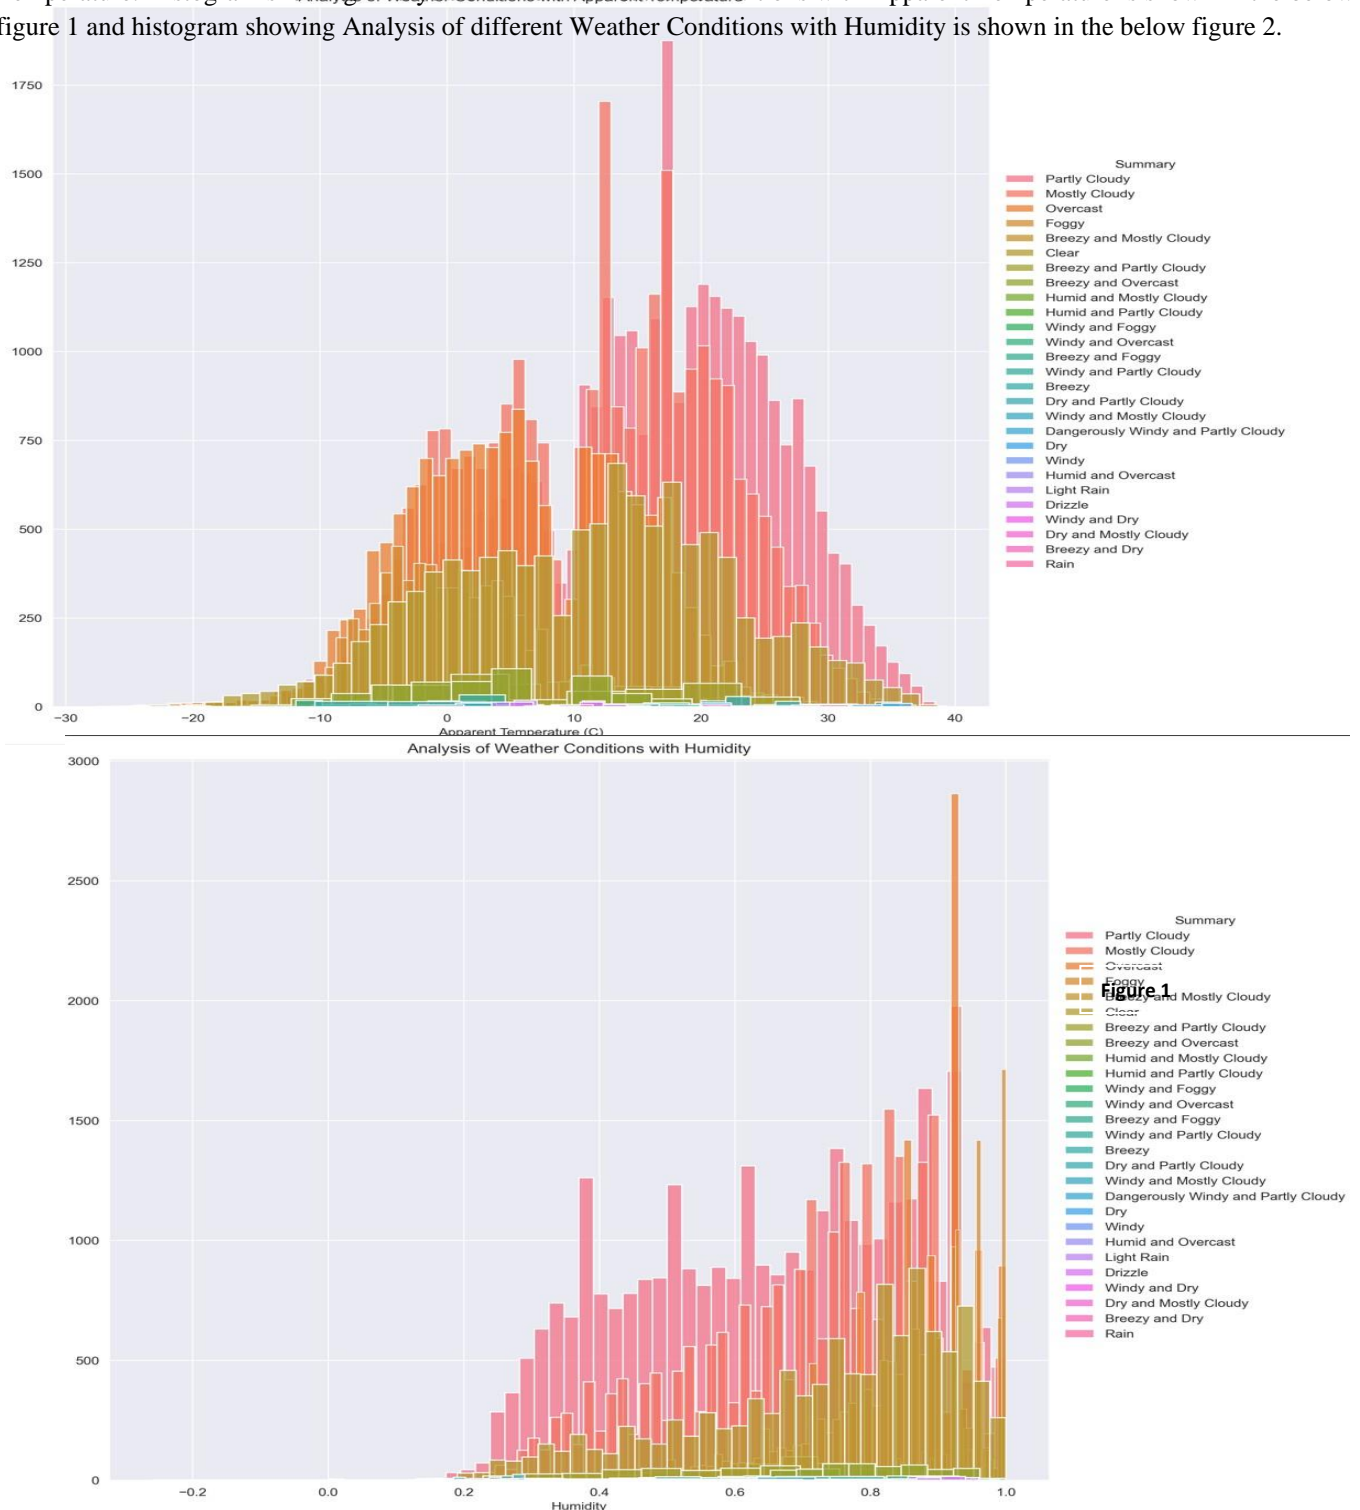 figure 1 and histogram showing Analysis of different Weather Conditions with Humidity is shown in the below figure 2.
1750
1500
1250
1000
750
500
250
0
−30 −20 −10 0 10 20 30 40
Apparent Temperature (C)
Summary
Partly Cloudy
Mostly Cloudy
Overcast
Foggy
Breezy and Mostly Cloudy
Clear
Breezy and Partly Cloudy
Breezy and Overcast
Humid and Mostly Cloudy
Humid and Partly Cloudy
Windy and Foggy
Windy and Overcast
Breezy and Foggy
Windy and Partly Cloudy
Breezy
Dry and Partly Cloudy
Windy and Mostly Cloudy
Dangerously Windy and Partly Cloudy
Dry
Windy
Humid and Overcast
Light Rain
Drizzle
Windy and Dry
Dry and Mostly Cloudy
Breezy and Dry
Rain
Analysis of Weather Conditions with Humidity
3000
2500
2000
1500
1000
500
0
−0.2 0.0 0.2 0.4 0.6 0.8 1.0
Humidity
Summary
Partly Cloudy
Mostly Cloudy
Overcast
Foggy
Figure 1
Breezy and Mostly Cloudy
Clear
Breezy and Partly Cloudy
Breezy and Overcast
Humid and Mostly Cloudy
Humid and Partly Cloudy
Windy and Foggy
Windy and Overcast
Breezy and Foggy
Windy and Partly Cloudy
Breezy
Dry and Partly Cloudy
Windy and Mostly Cloudy
Dangerously Windy and Partly Cloudy
Dry
Windy
Humid and Overcast
Light Rain
Drizzle
Windy and Dry
Dry and Mostly Cloudy
Breezy and Dry
Rain